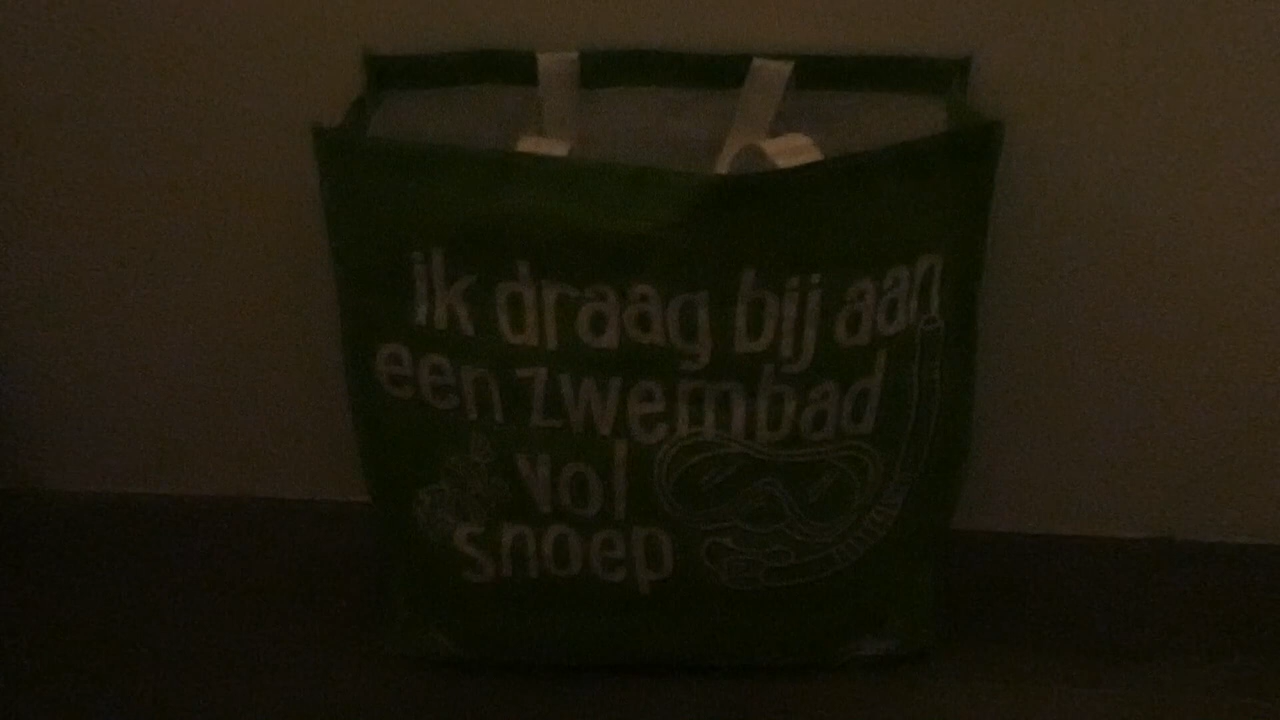 ik draag bij aan
een zwembad
vol
snoep